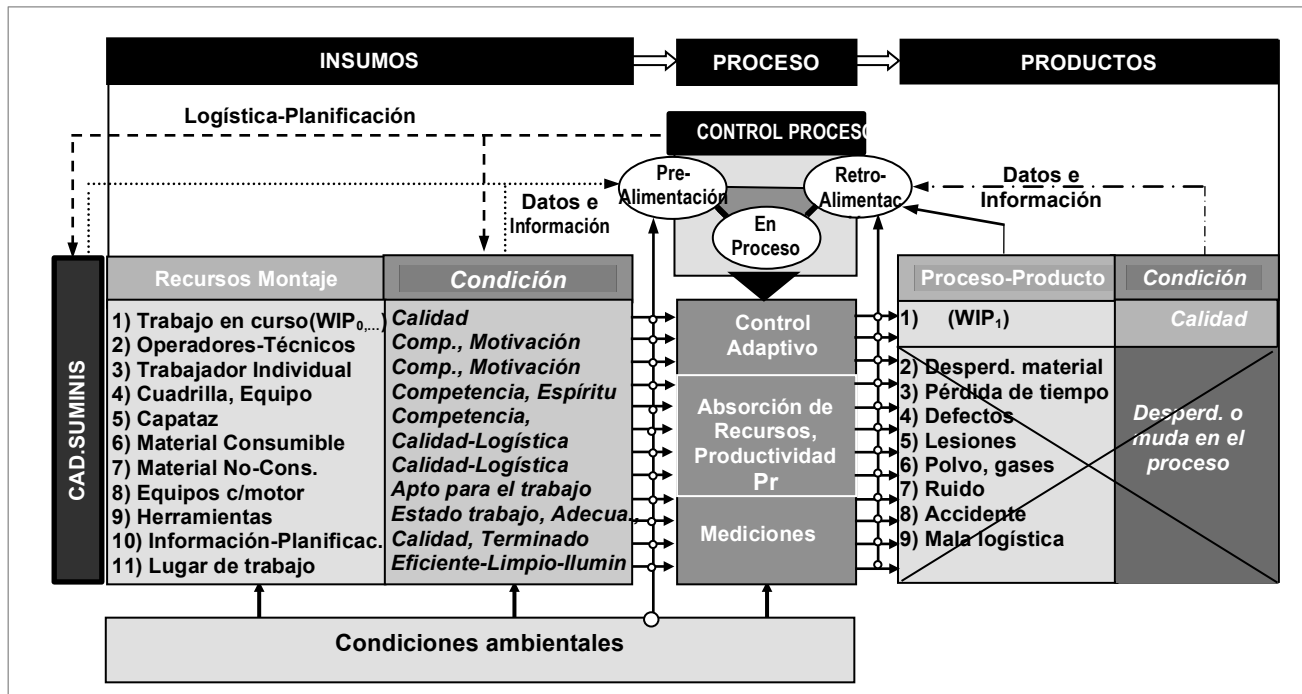 INSUMOS
PROCESO
PRODUCTOS
Logística-Planificación
CONTROL PROCESO
Pre-
Alimentación
Retro-
Alimentac
En
Proceso
Datos e
Información
Datos e
Información
CAD.SUMINIS
Recursos Montaje
Condición
1) Trabajo en curso(WIP0,...)
2) Operadores-Técnicos
3) Trabajador Individual
4) Cuadrilla, Equipo
5) Capataz
6) Material Consumible
7) Material No-Cons.
8) Equipos c/motor
9) Herramientas
10) Información-Planificac.
11) Lugar de trabajo
Calidad
Comp., Motivación
Comp., Motivación
Competencia, Espíritu
Competencia,
Calidad-Logística
Calidad-Logística
Apto para el trabajo
Estado trabajo, Adecua.,
Calidad, Terminado
Eficiente-Limpio-Ilumin
Control
Adaptivo
Absorción de
Recursos,
Productividad
Pr
Mediciones
Proceso-Producto
Condición
1) (WIP1)
Calidad
2) Desperd. material
3) Pérdida de tiempo
4) Defectos
5) Lesiones
6) Polvo, gases
7) Ruido
8) Accidente
9) Mala logística
Desperd. o
muda en el
proceso
Condiciones ambientales